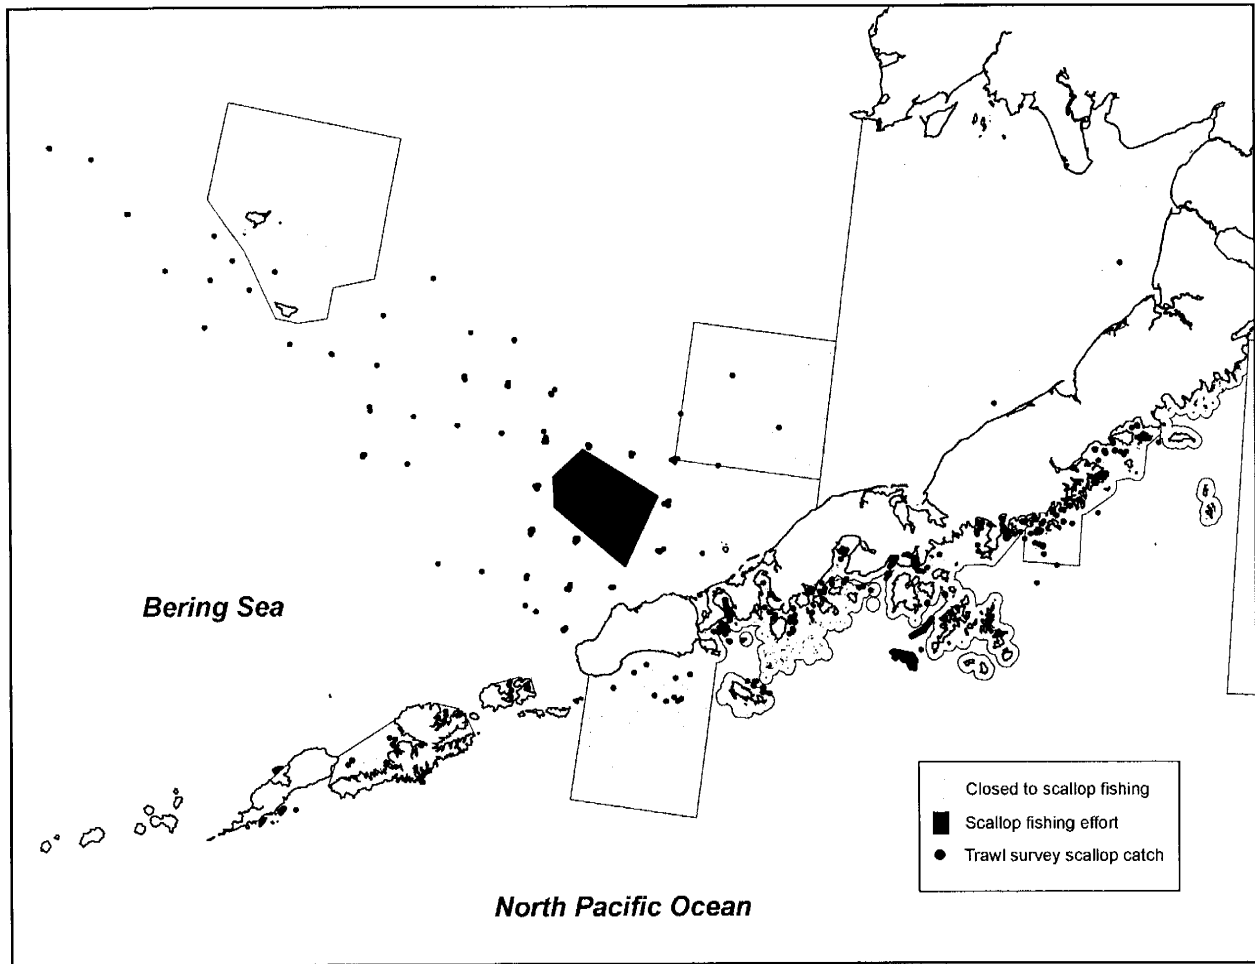 Bering Sea
Closed to scallop fishing
Scallop fishing effort
Trawl survey scallop catch
North Pacific Ocean